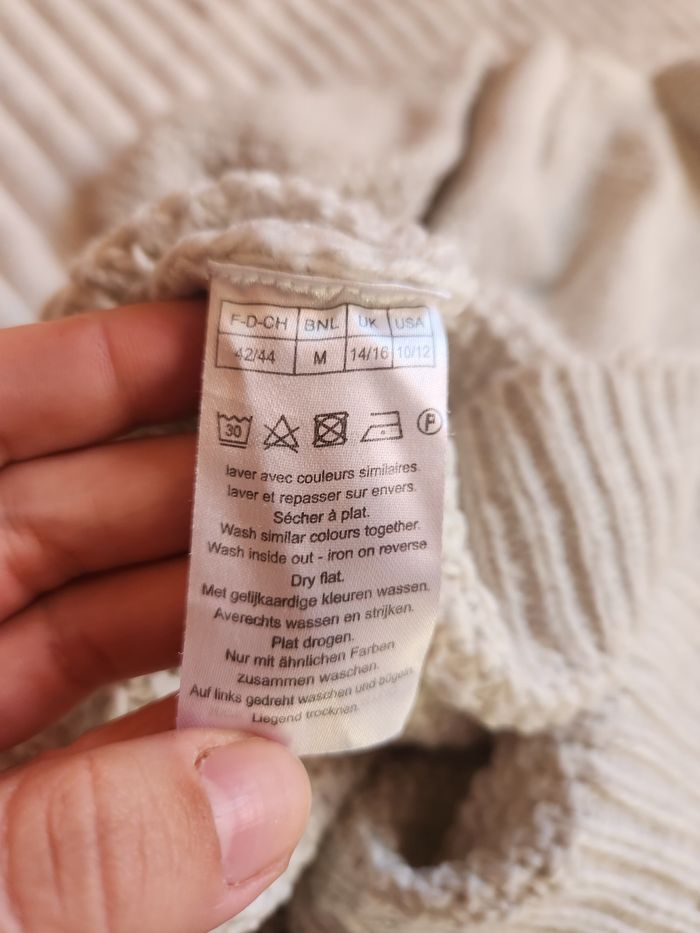 F-D-CH BNL UK USA
42/44 M 14/16 10/12
30 P
laver avec couleurs similaires.
laver et repasser sur envers.
Sécher à plat.
Wash similar colours together.
Wash inside out - iron on reverse
Dry flat.
Met gelijkaardige kleuren wassen.
Averechts wassen en strijken.
Plat drogen.
Nur mit ähnlichen Farben
zusammen waschen.
Auf links gedreht waschen und bügeln.
Liegend trocknen.